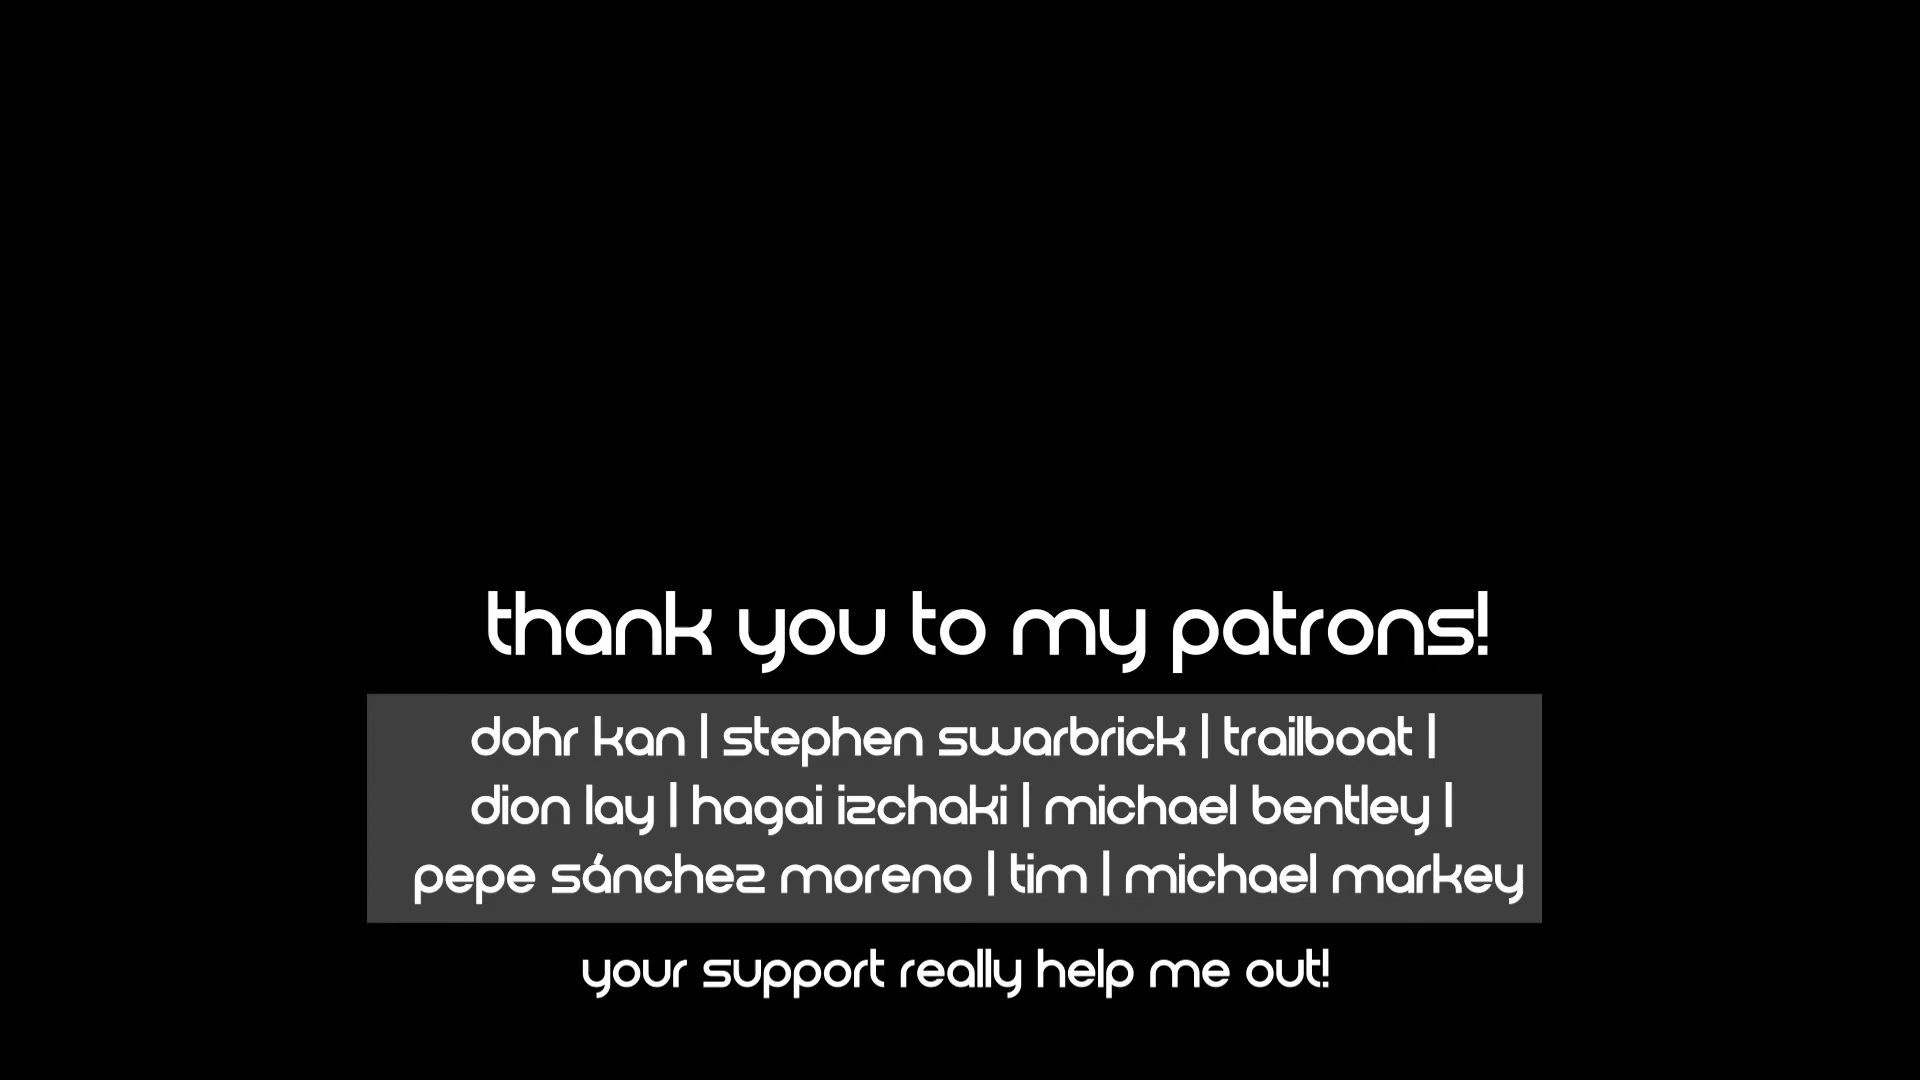 thank you to my patrons!
dohr kan | stephen swarbrick | trailboat |
dion lay | hagai izchaki | michael bentley |
pepe sánchez moreno | tim | michael markey
your support really help me out!